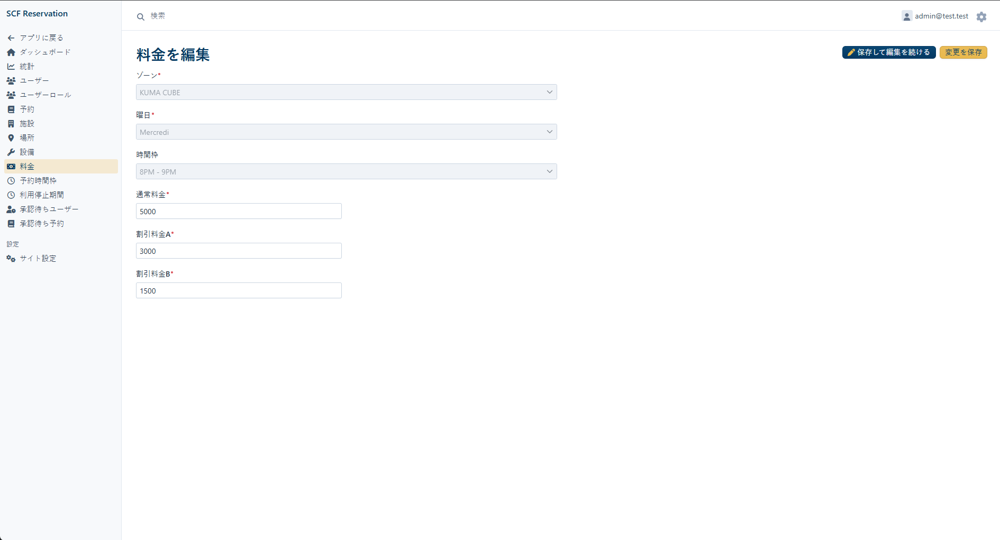 SCF Reservation
検索
admin@test.test
アプリに戻る
ダッシュボード
統計
ユーザー
ユーザーロール
予約
施設
場所
設備
料金
予約時間枠
利用停止期間
承認待ちユーザー
承認待ち予約
設定
サイト設定
料金を編集
保存して編集を続ける
変更を保存
ゾーン•
KUMA CUBE
曜日•
Mercredi
時間枠
8PM - 9PM
通常料金•
5000
割引料金A•
3000
割引料金B•
1500